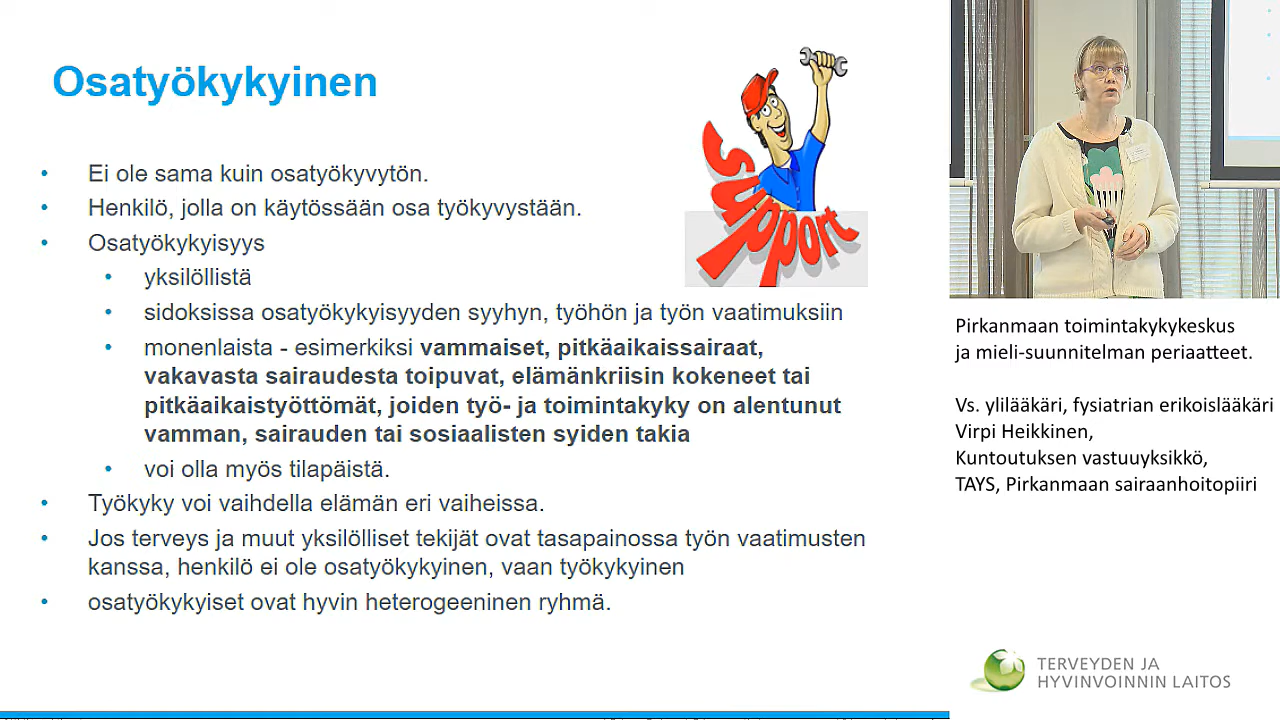 Osatyökykyinen
support
• Ei ole sama kuin osatyökyvytön.
• Henkilö, jolla on käytössään osa työkyvystään.
• Osatyökykyisyys
• yksilöllistä
• sidoksissa osatyökykyisyyden syyhyn, työhön ja työn vaatimuksiin
• monenlaista - esimerkiksi vammaiset, pitkäaikaissairaat,
vakavasta sairaudesta toipuvat, elämänkriisin kokeneet tai
pitkäaikaistyöttömät, joiden työ- ja toimintakyky on alentunut
vamman, sairauden tai sosiaalisten syiden takia
• voi olla myös tilapäistä.
• Työkyky voi vaihdella elämän eri vaiheissa.
• Jos terveys ja muut yksilölliset tekijät ovat tasapainossa työn vaatimusten
kanssa, henkilö ei ole osatyökykyinen, vaan työkykyinen
• osatyökykyiset ovat hyvin heterogeeninen ryhmä.
Pirkanmaan toimintakykykeskus
ja mieli-suunnitelman periaatteet.
Vs. ylilääkäri, fysiatrian erikoislääkäri
Virpi Heikkinen,
Kuntoutuksen vastuuyksikkö,
TAYS, Pirkanmaan sairaanhoitopiiri
TERVEYDEN JA
HYVINVOINNIN LAITOS